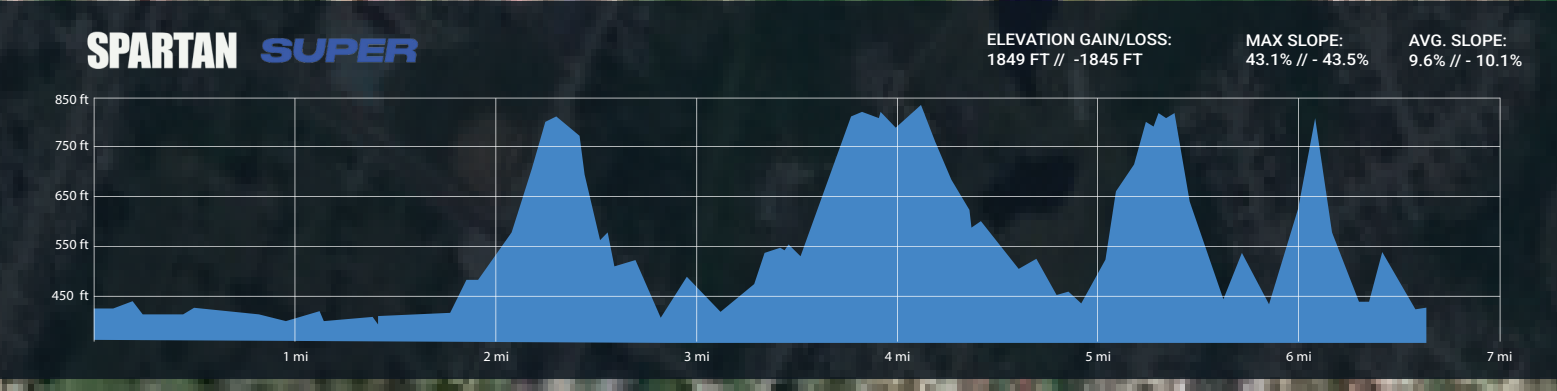 SPARTAN SUPER
ELEVATION GAIN/LOSS:
1849 FT // -1845 FT
MAX SLOPE:
43.1% // - 43.5%
AVG. SLOPE:
9.6% // - 10.1%
850 ft
750 ft
650 ft
550 ft
450 ft
1 mi 2 mi 3 mi 4 mi 5 mi 6 mi 7 mi